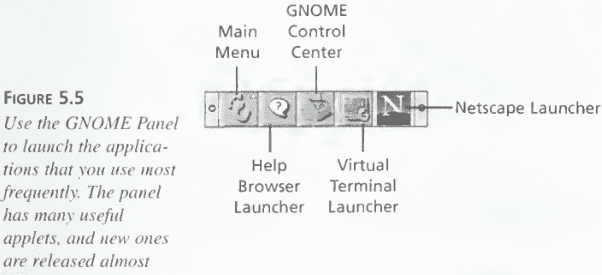 GNOME
Main Control
Menu Center
FIGURE 5.5
Use the GNOME Panel
to launch the applica-
tions that you use most
frequently. The panel
has many useful
applets, and new ones
are released almost
N
Netscape Launcher
Help Virtual
Browser Terminal
Launcher Launcher